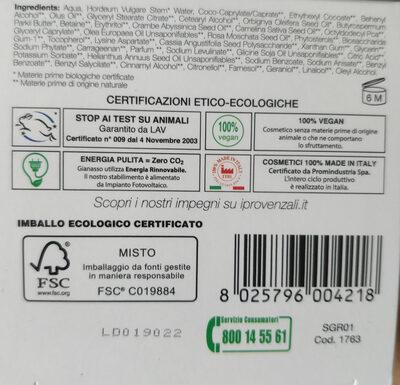 Ingredients: Aqua, Hordeum Vulgare Stem* Water, Coco-Caprylate/Caprate**, Ethylhexyl Cocoate**, Behenyl
Alcohol**, Olus Oil**, Glyceryl Stearate Citrate**, Cetearyl Alcohol**, Orbignya Oleifera Seed Oil**, Butyrospermum
Parkii Butter**, Betaine**, Erythritol**, Crambe Abyssinica Seed Oil**, Camelina Sativa Seed Oil**, Octyldodecyl Pca**,
Glyceryl Caprylate**, Olea Europaea Oil Unsaponifiables**, Rosa Moschata Seed Oil**, Phytosterols**, Biosaccharide
Gum-1**, Tocopherol**, Lysine Aspartate**, Cassia Angustifolia Seed Polysaccharide**, Xanthan Gum**, Glycerin**,
Sodium Phytate**, Carrageenan**, Parfum**, Sodium Levulinate**, Glycine Soja Oil Unsaponifiables**, Citric Acid**,
Potassium Sorbate**, Helianthus Annuus Seed Oil Unsaponifiables**, Sodium Benzoate, Sodium Anisate**, Benzyl
Benzoate**, Benzyl Salicylate**, Cinnamyl Alcohol**, Citronellol**, Farnesol**, Geraniol**, Linalool**, Oleyl Alcohol.
* Materie prime biologiche certificate
** Materie prime di origine naturale
6 M
CERTIFICAZIONI ETICO-ECOLOGICHE
STOP AI TEST SU ANIMALI
Garantito da LAV
Certificato n° 009 dal 4 Novembre 2003
100%
vegan
100% VEGAN
Cosmetico senza materie prime di origine
animale o che ne comportino
lo sfruttamento.
ENERGIA PULITA = Zero CO2
Gianasso utilizza Energia Rinnovabile.
Il nostro stabilimento è alimentato
da Impianto Fotovoltaico.
100%
MADE IN ITALY
COSMETICI 100% MADE IN ITALY
Certificato da Promindustria Spa.
L'intero ciclo produttivo
è realizzato in Italia.
Scopri i nostri impegni su iprovenzali.it
IMBALLO ECOLOGICO CERTIFICATO
FSC
www.fsc.org
MISTO
Imballaggio da fonti gestite
in maniera responsabile
FSC® C019884
8 025796 004218
LD019022
Servizio Consumatori
800 14 55 61
SGR01
Cod. 1763